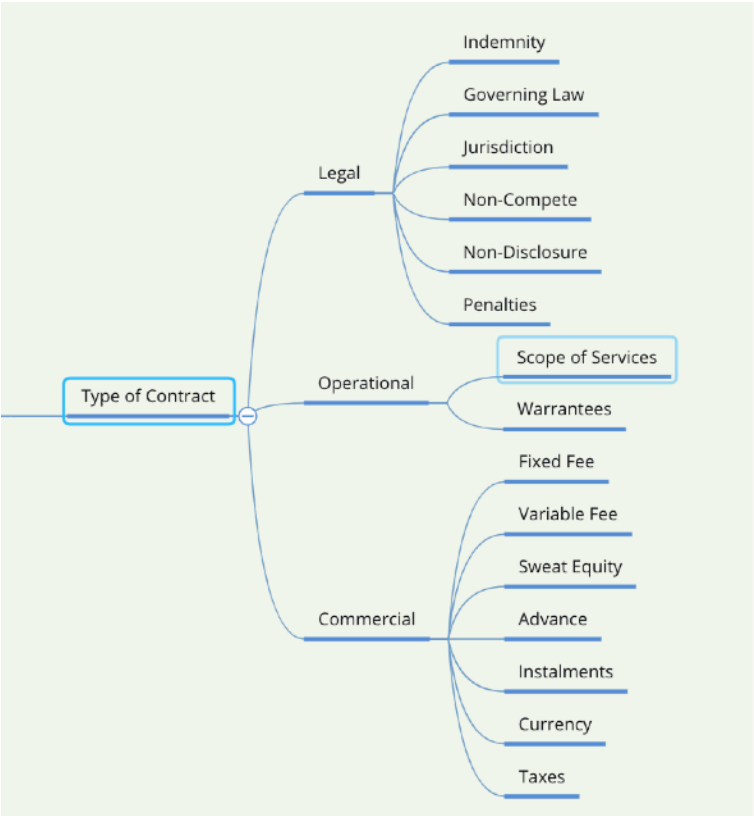 Indemnity
Governing Law
Jurisdiction
Legal
Non-Compete
Non-Disclosure
Penalties
Scope of Services
Operational
Type of Contract
Warrantees
Fixed Fee
Variable Fee
Sweat Equity
Commercial
Advance
Instalments
Currency
Taxes